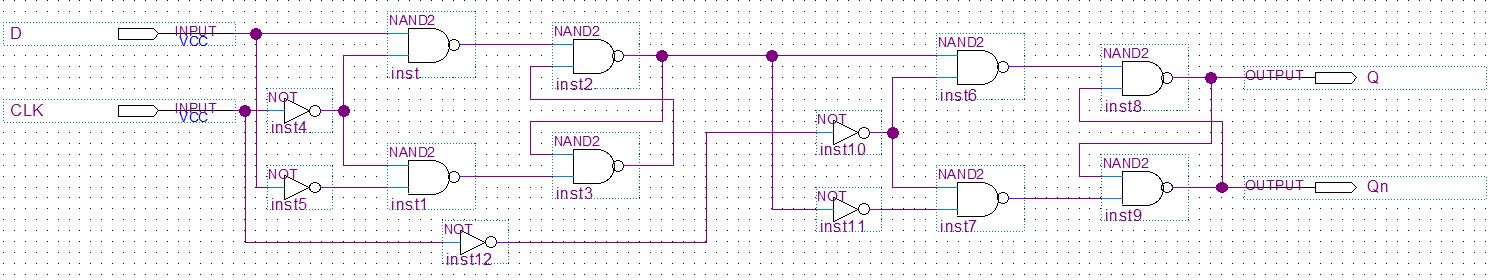 D
INPUT
VCC
CLK
INPUT
VCC
NOT
inst4
NOT
inst5
NAND2
inst
NAND2
inst1
NOT
inst12
NAND2
inst2
NAND2
inst3
NOT
inst10
NOT
inst11
NAND2
inst6
NAND2
inst7
NAND2
inst8
NAND2
inst9
OUTPUT
Q
OUTPUT
Qn